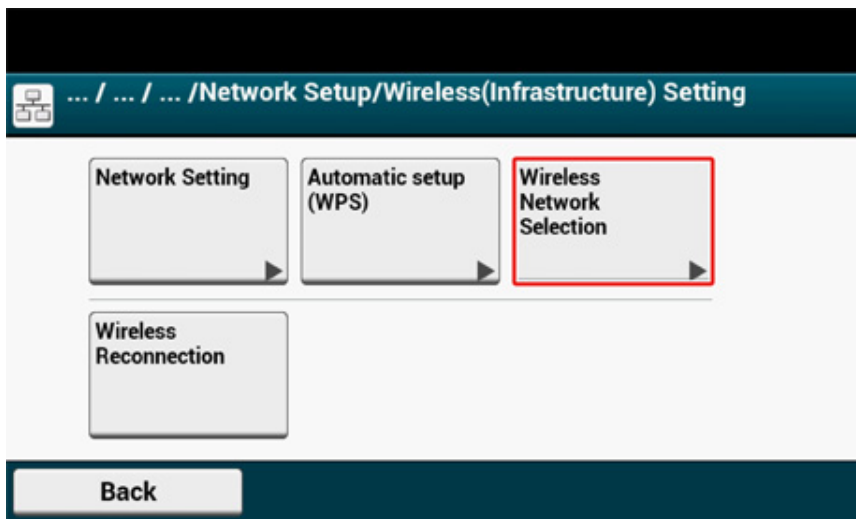 ... / ... / ... /Network Setup/Wireless(Infrastructure) Setting
Network Setting
Automatic setup
(WPS)
Wireless
Network
Selection
Wireless
Reconnection
Back